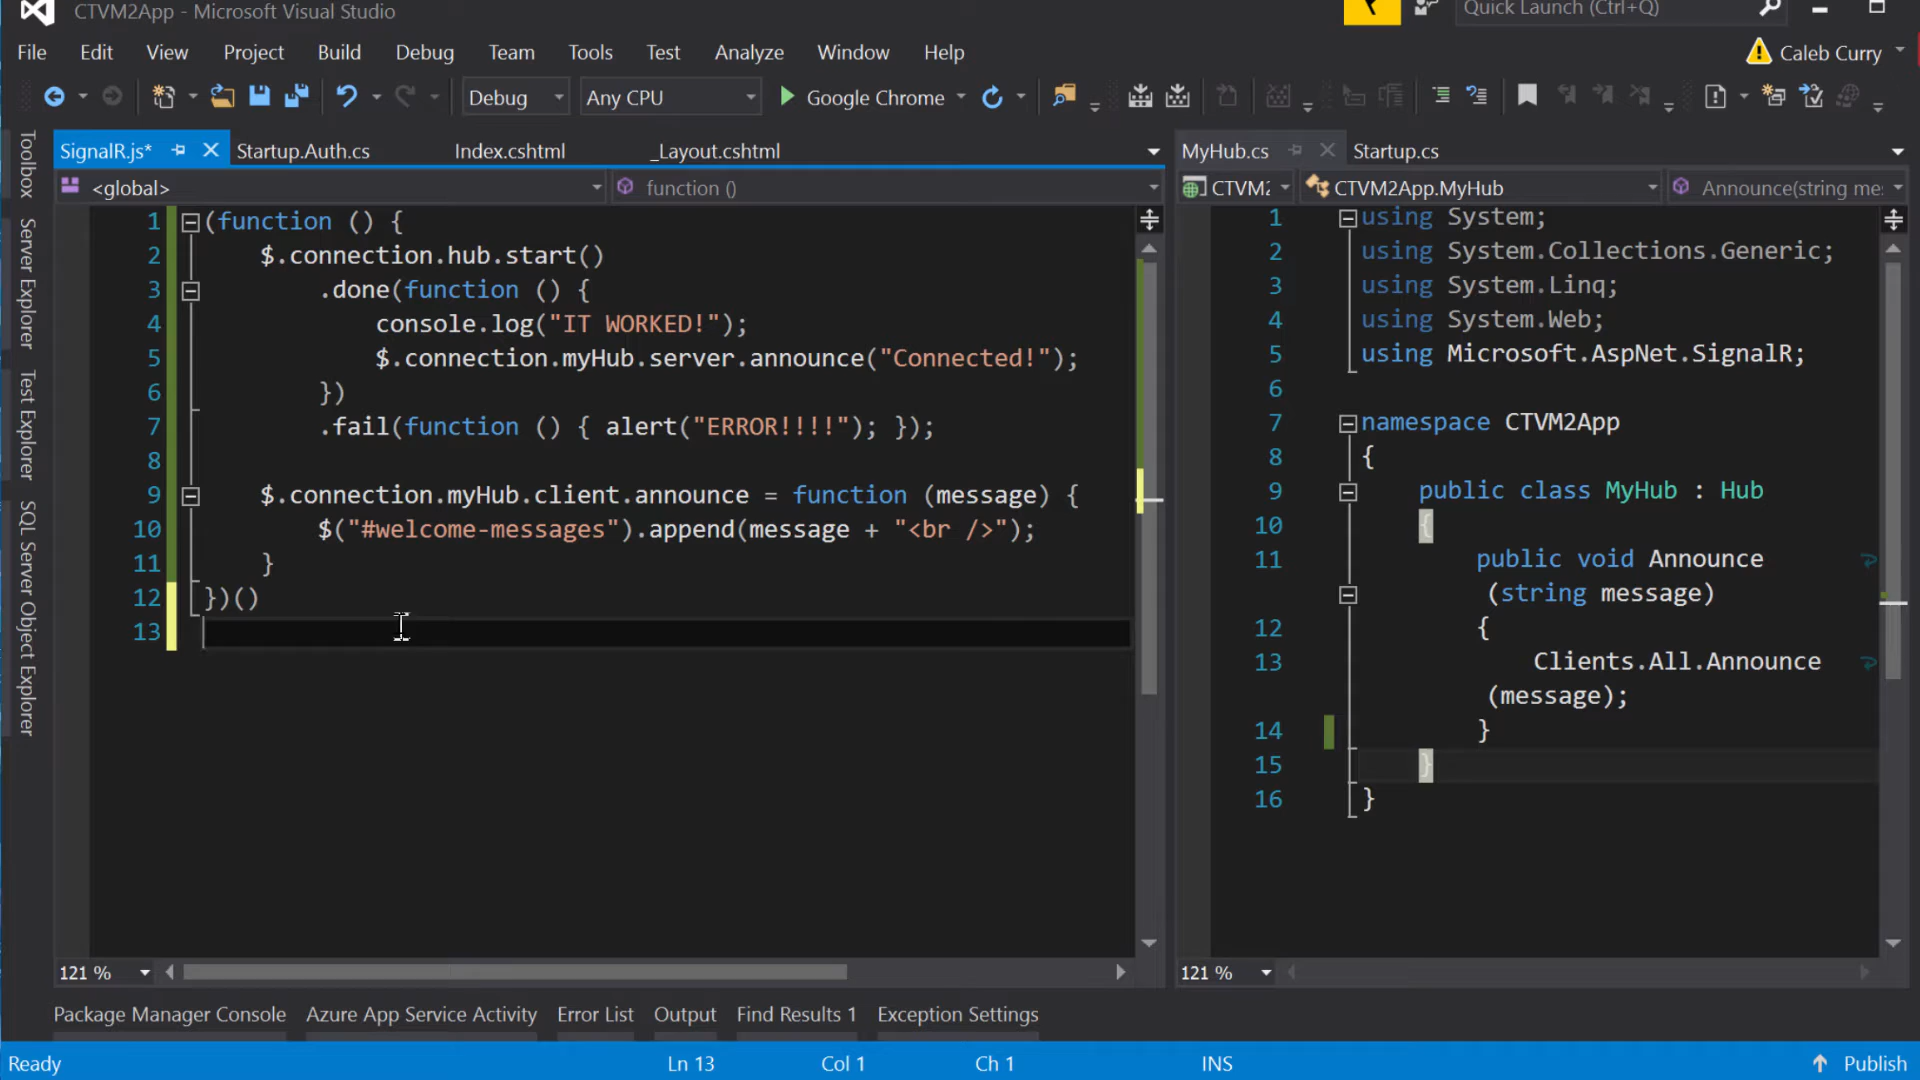 CTVM2App - Microsoft Visual Studio
Quick Launch (Ctrl+Q)
File Edit View Project Build Debug Team Tools Test Analyze Window Help
Caleb Curry
Debug Any CPU Google Chrome
SignalR.js* Startup.Auth.cs Index.cshtml _Layout.cshtml
<global> function ()
1 (function () {
2 $.connection.hub.start()
3 .done(function () {
4 console.log("IT WORKED!");
5 $.connection.myHub.server.announce("Connected!");
6 })
7 .fail(function () { alert("ERROR!!!!"); });
8
9 $.connection.myHub.client.announce = function (message) {
10 $("#welcome-messages").append(message + "<br />");
11 }
12 })()
13
MyHub.cs Startup.cs
CTVM2 CTVM2App.MyHub Announce(string me
1 using System;
2 using System.Collections.Generic;
3 using System.Linq;
4 using System.Web;
5 using Microsoft.AspNet.SignalR;
6
7 namespace CTVM2App
8 {
9 public class MyHub : Hub
10 {
11 public void Announce
(string message)
12 {
13 Clients.All.Announce
(message);
14 }
15 }
16 }
Toolbox
Server Explorer
Test Explorer
SQL Server Object Explorer
121 %
121 %
Package Manager Console Azure App Service Activity Error List Output Find Results 1 Exception Settings
Ready Ln 13 Col 1 Ch 1 INS Publish